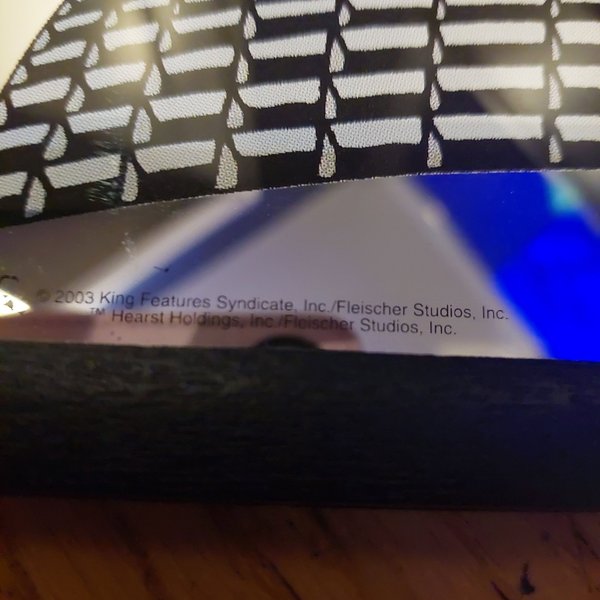 © 2003 King Features Syndicate, Inc./Fleischer Studios, Inc.
™ Hearst Holdings, Inc./Fleischer Studios, Inc.